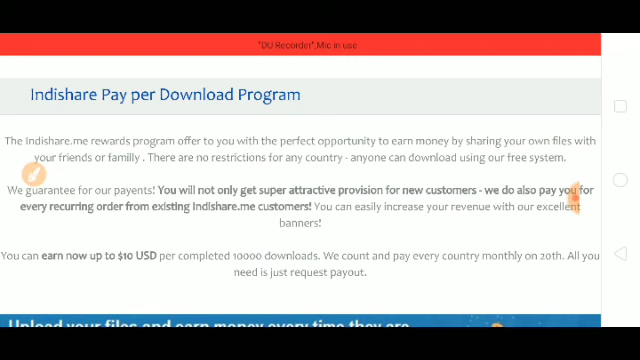 "DU Recorder",Mic in use
Indishare Pay per Download Program
The Indishare.me rewards program offer to you with the perfect opportunity to earn money by sharing your own files with
your friends or familly . There are no restrictions for any country - anyone can download using our free system.
We guarantee for our payents! You will not only get super attractive provision for new customers - we do also pay you for
every recurring order from existing Indishare.me customers! You can easily increase your revenue with our excellent
banners!
You can earn now up to $10 USD per completed 10000 downloads. We count and pay every country monthly on 20th. All you
need is just request payout.
Upload your files and earn money every time they are